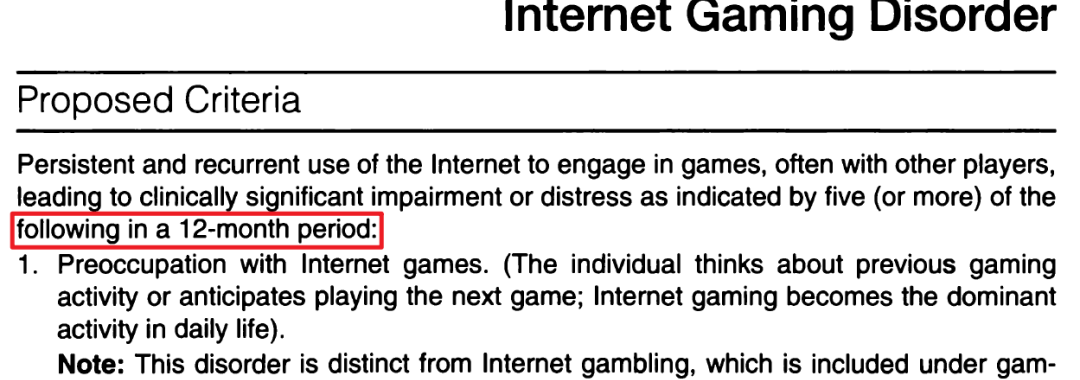 Internet Gaming Disorder
Proposed Criteria
Persistent and recurrent use of the Internet to engage in games, often with other players,
leading to clinically significant impairment or distress as indicated by five (or more) of the
following in a 12-month period:
1. Preoccupation with Internet games. (The individual thinks about previous gaming
activity or anticipates playing the next game; Internet gaming becomes the dominant
activity in daily life).
Note: This disorder is distinct from Internet gambling, which is included under gam-